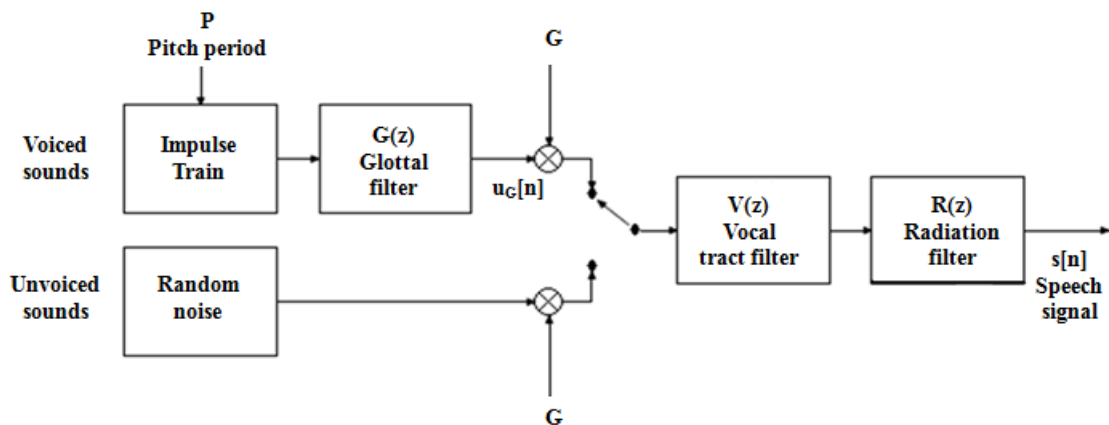 P
Pitch period
G
Voiced
sounds
Impulse
Train
G(z)
Glottal
filter
u_G[n]
V(z)
Vocal
tract filter
R(z)
Radiation
filter
s[n]
Speech
signal
Unvoiced
sounds
Random
noise
G